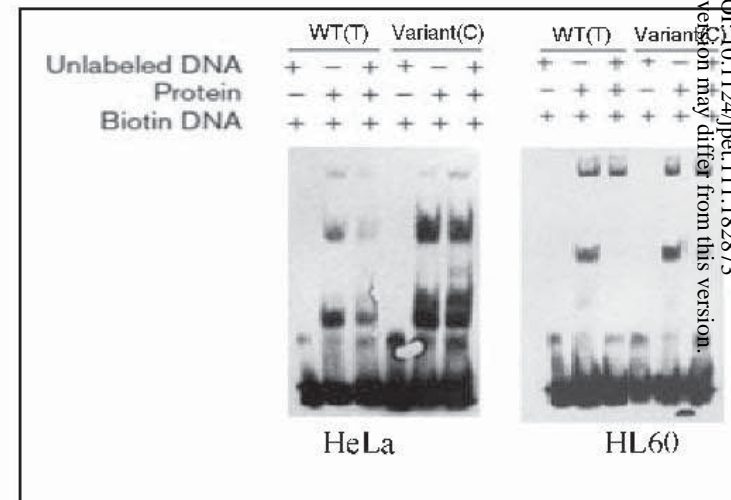 WT(T) Variant(C) WT(T) Variant(C)
Unlabeled DNA + − + + − + + − + + − +
Protein − + + − + + − + + − + +
Biotin DNA + + + + + + + + + + +
HeLa HL60
version may differ from this version.